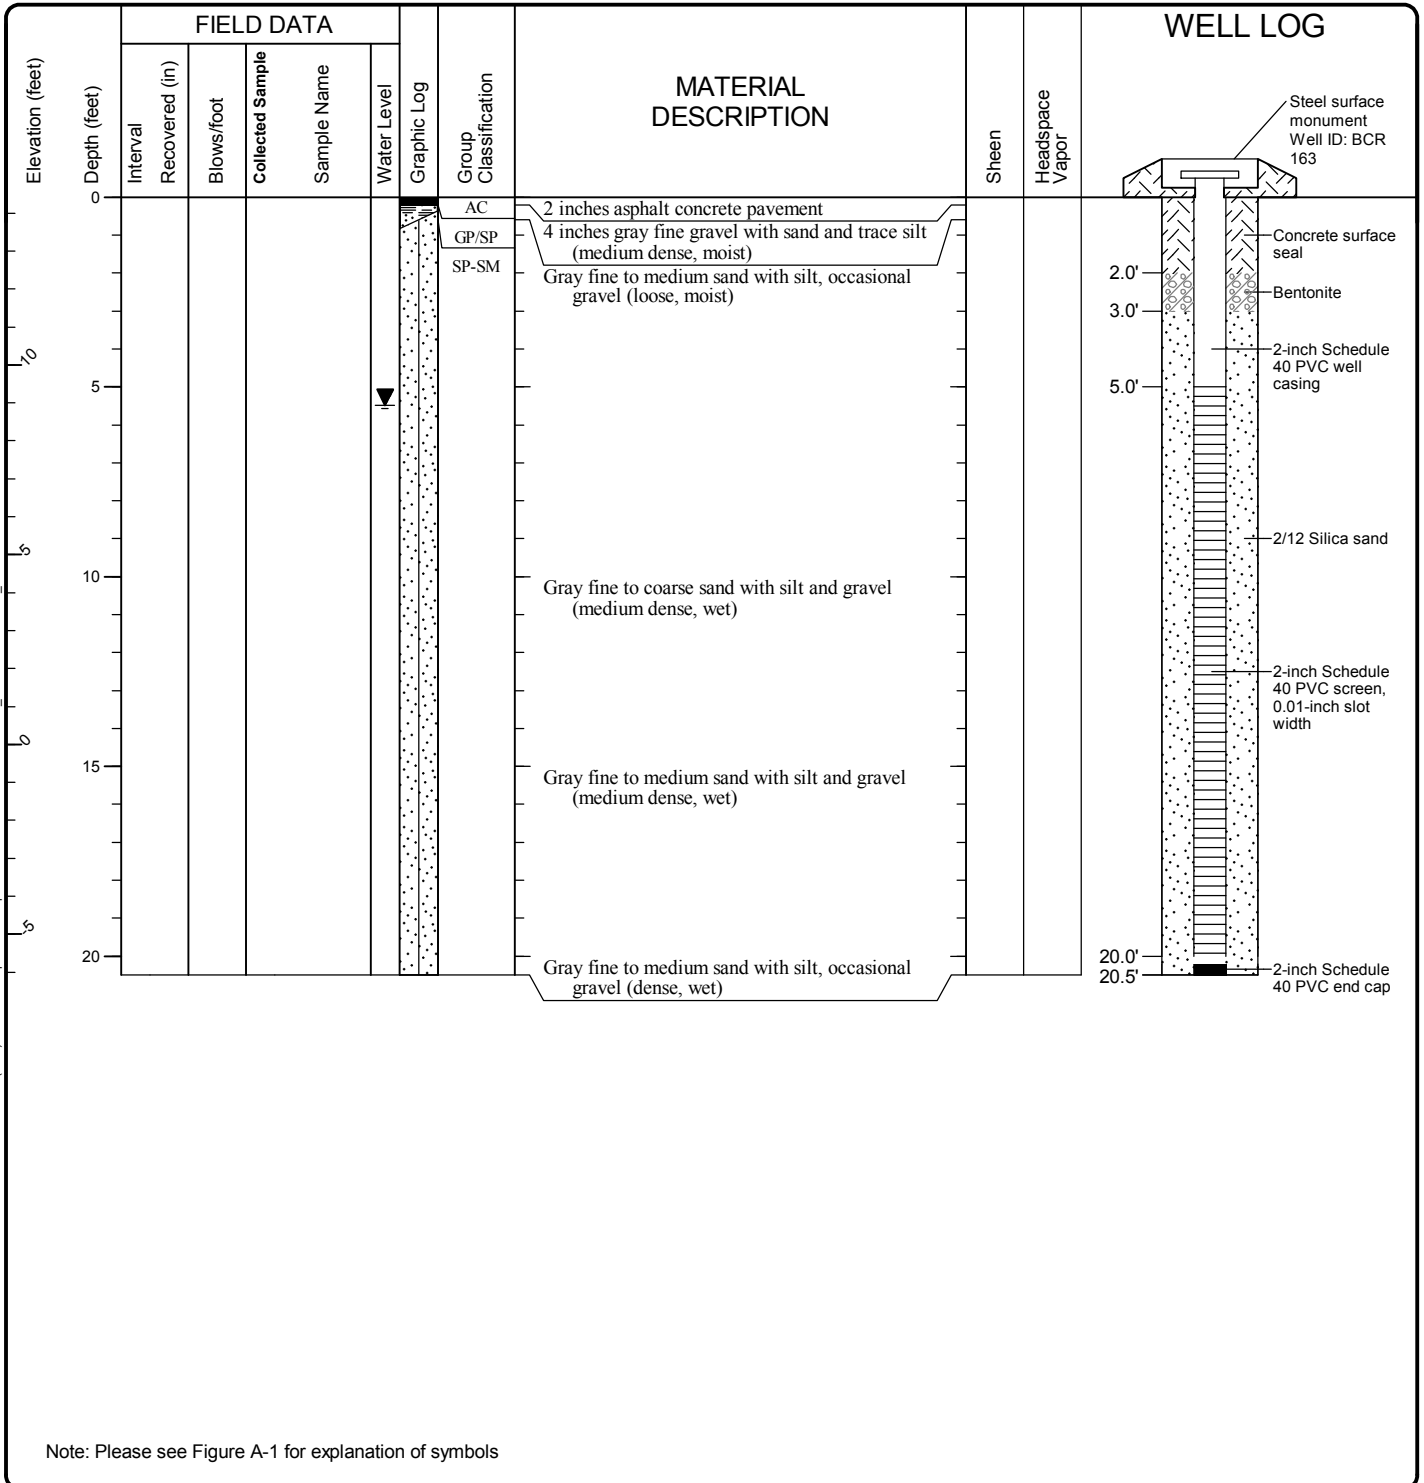 FIELD DATA
WELL LOG
Elevation (feet)
Depth (feet)
Interval
Recovered (in)
Blows/foot
Collected Sample
Sample Name
Water Level
Graphic Log
Group
Classification
MATERIAL
DESCRIPTION
Sheen
Headspace
Vapor
Steel surface
monument
Well ID: BCR
163
0
AC
2 inches asphalt concrete pavement
GP/SP
4 inches gray fine gravel with sand and trace silt
(medium dense, moist)
Concrete surface
seal
SP-SM
Gray fine to medium sand with silt, occasional
gravel (loose, moist)
2.0'
Bentonite
3.0'
10
2-inch Schedule
40 PVC well
casing
5
5.0'
5
2/12 Silica sand
10
Gray fine to coarse sand with silt and gravel
(medium dense, wet)
2-inch Schedule
40 PVC screen,
0.01-inch slot
width
0
15
Gray fine to medium sand with silt and gravel
(medium dense, wet)
-5
20
Gray fine to medium sand with silt, occasional
gravel (dense, wet)
20.0'
20.5'
2-inch Schedule
40 PVC end cap
Note: Please see Figure A-1 for explanation of symbols